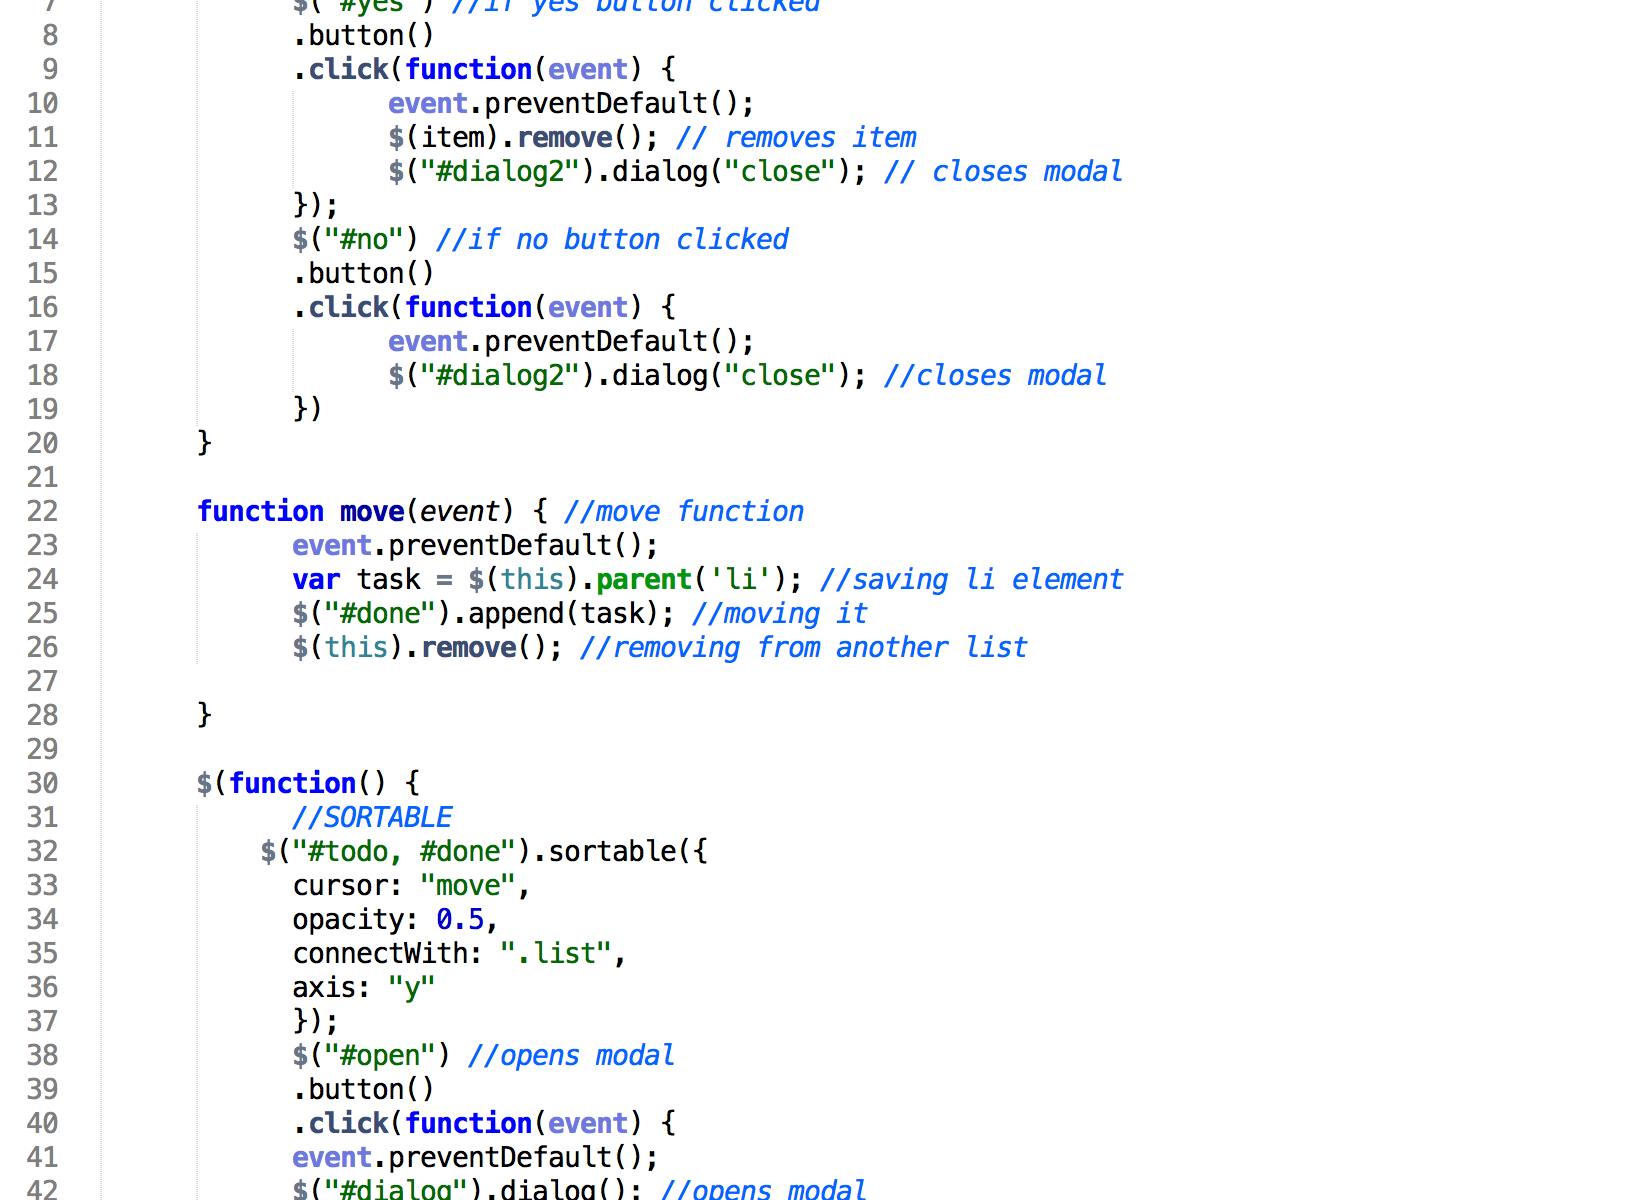 7 $("#yes") //if yes button clicked
8 .button()
9 .click(function(event) {
10 event.preventDefault();
11 $(item).remove(); // removes item
12 $("#dialog2").dialog("close"); // closes modal
13 });
14 $("#no") //if no button clicked
15 .button()
16 .click(function(event) {
17 event.preventDefault();
18 $("#dialog2").dialog("close"); //closes modal
19 })
20 }
21
22 function move(event) { //move function
23 event.preventDefault();
24 var task = $(this).parent('li'); //saving li element
25 $("#done").append(task); //moving it
26 $(this).remove(); //removing from another list
27
28 }
29
30 $(function() {
31 //SORTABLE
32 $("#todo, #done").sortable({
33 cursor: "move",
34 opacity: 0.5,
35 connectWith: ".list",
36 axis: "y"
37 });
38 $("#open") //opens modal
39 .button()
40 .click(function(event) {
41 event.preventDefault();
42 $("#dialog").dialog(); //opens modal